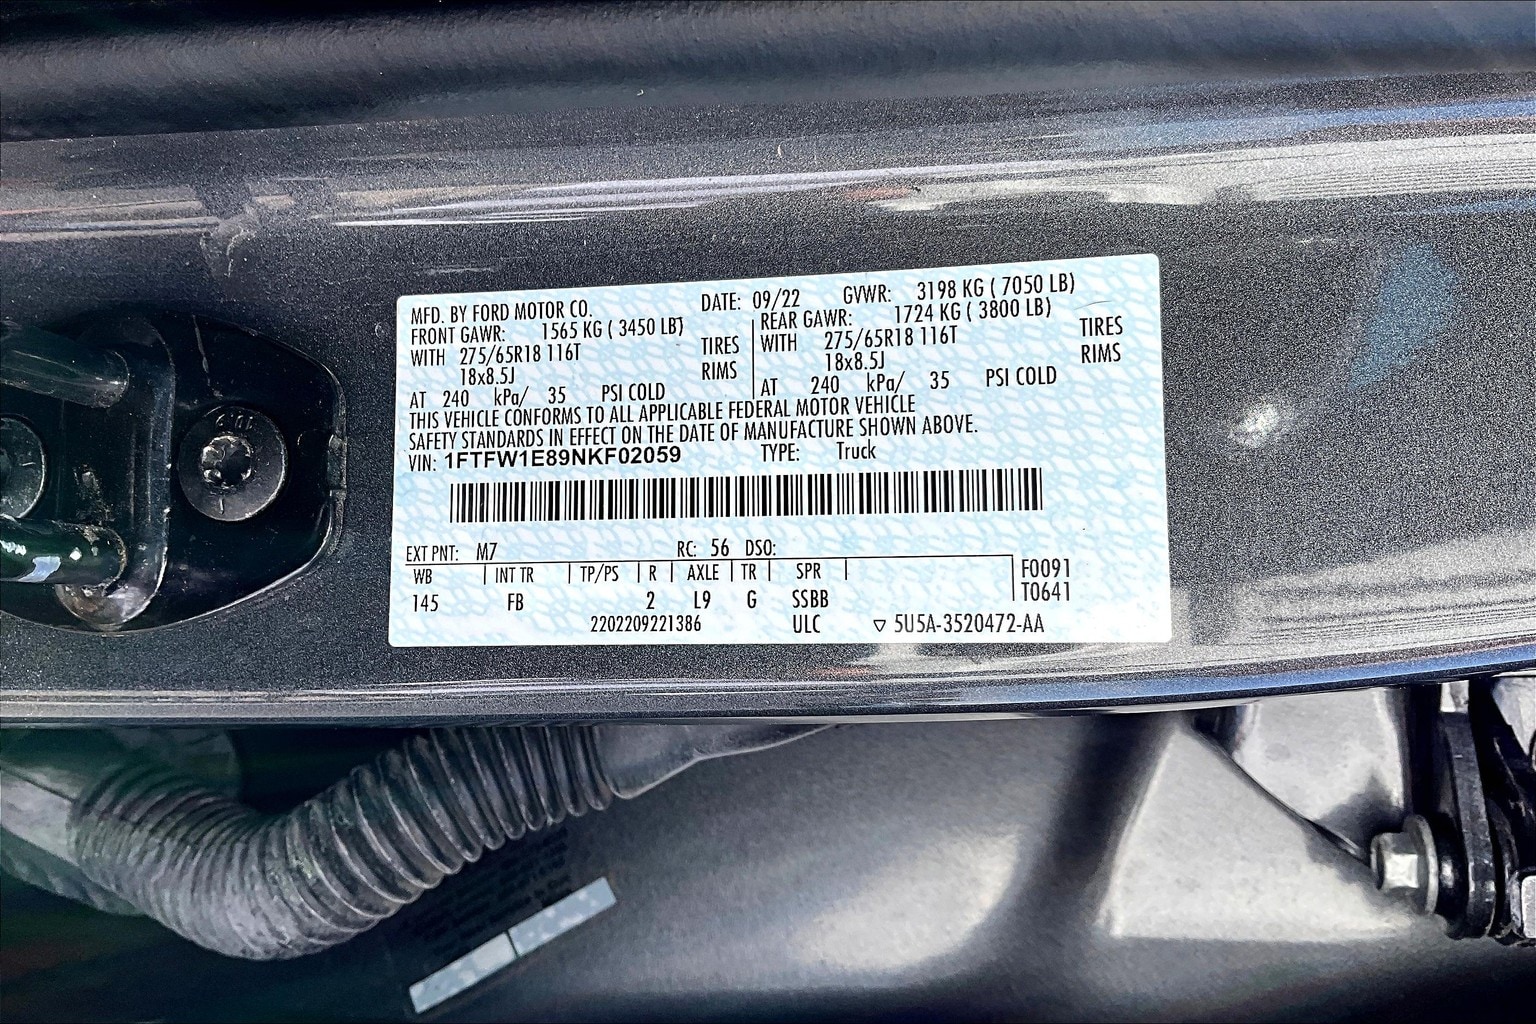 MFD. BY FORD MOTOR CO. DATE: 09/22 GVWR: 3198 KG ( 7050 LB)
FRONT GAWR: 1565 KG ( 3450 LB) REAR GAWR: 1724 KG ( 3800 LB)
WITH 275/65R18 116T TIRES WITH 275/65R18 116T TIRES
18x8.5J RIMS 18x8.5J RIMS
AT 240 kPa/ 35 PSI COLD AT 240 kPa/ 35 PSI COLD
THIS VEHICLE CONFORMS TO ALL APPLICABLE FEDERAL MOTOR VEHICLE
SAFETY STANDARDS IN EFFECT ON THE DATE OF MANUFACTURE SHOWN ABOVE.
VIN: 1FTFW1E89NKF02059 TYPE: Truck
EXT PNT: M7 RC: 56 DSO:
WB INT TR TP/PS R AXLE TR SPR F0091
145 FB 2 L9 G SSBB T0641
2202209221386 ULC ▽ 5U5A-3520472-AA